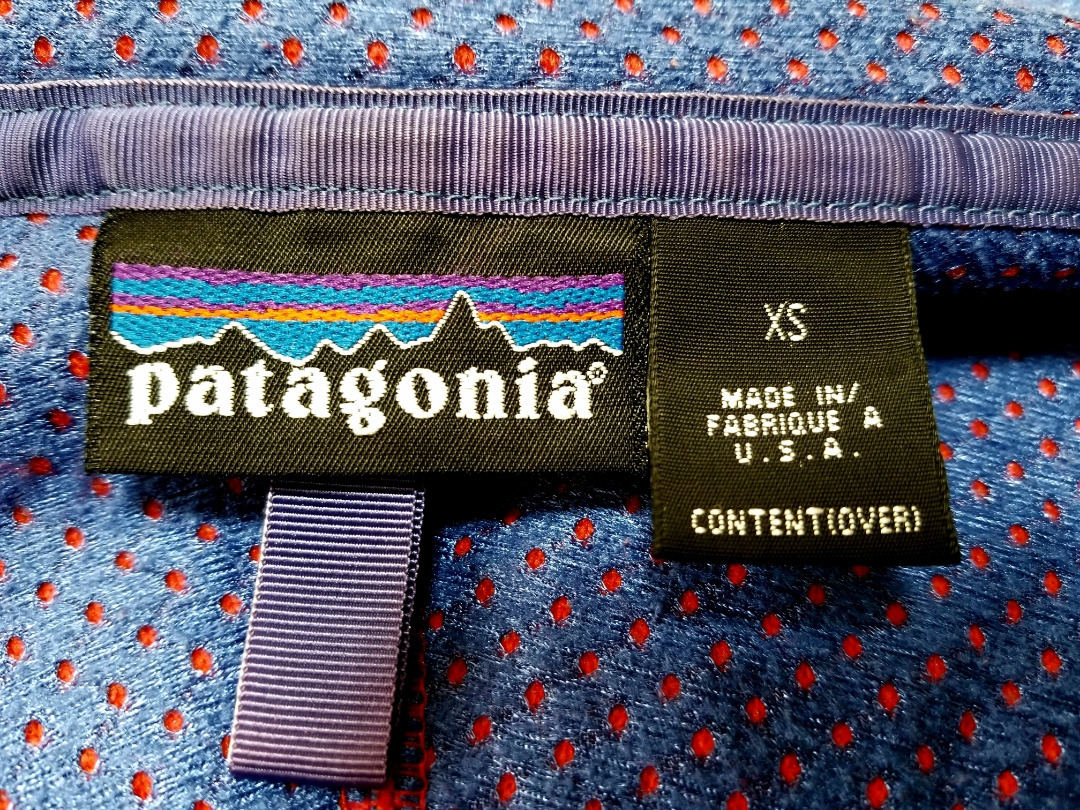 patagonia®
XS
MADE IN/
FABRIQUE A
U.S.A.
CONTENT(OVER)